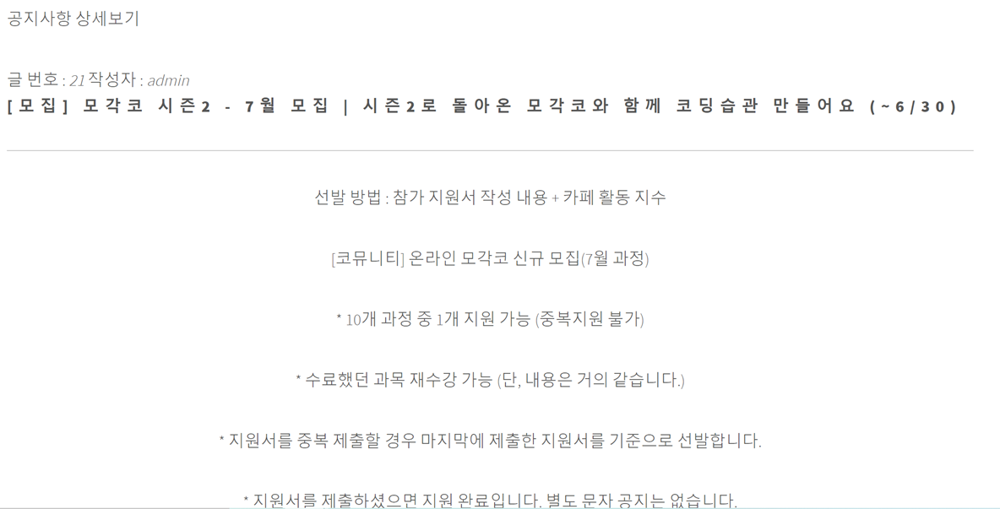 공지사항 상세보기
글 번호 : 21 작성자 : admin
[모집] 모각코 시즌2 - 7월 모집 | 시즌2로 돌아온 모각코와 함께 코딩습관 만들어요 (~6/30)
선발 방법 : 참가 지원서 작성 내용 + 카페 활동 지수
[코뮤니티] 온라인 모각코 신규 모집(7월 과정)
* 10개 과정 중 1개 지원 가능 (중복지원 불가)
* 수료했던 과목 재수강 가능 (단, 내용은 거의 같습니다.)
* 지원서를 중복 제출할 경우 마지막에 제출한 지원서를 기준으로 선발합니다.
* 지원서를 제출하셨으면 지원 완료입니다. 별도 문자 공지는 없습니다.